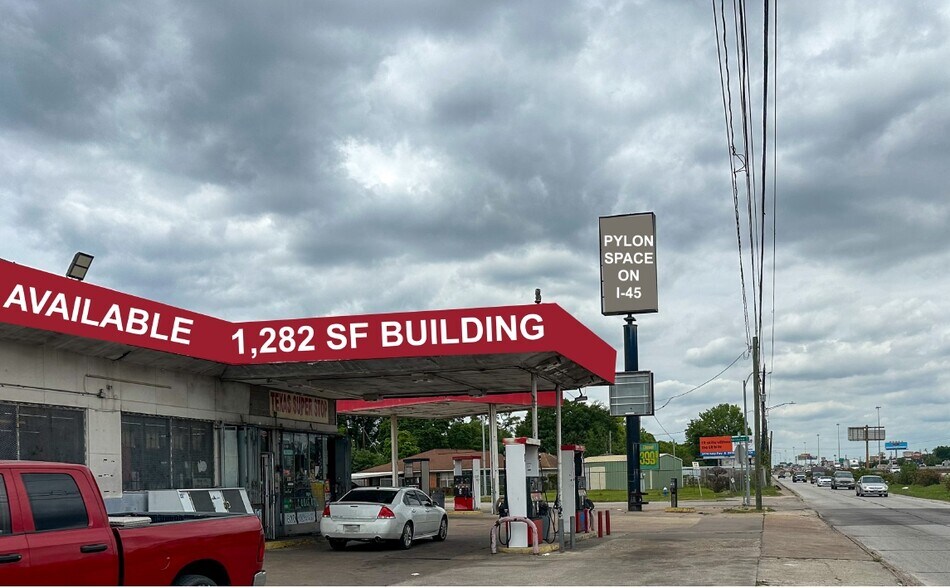 AVAILABLE
1,282 SF BUILDING
PYLON
SPACE
ON
I-45
TEXAS SUPER STOP